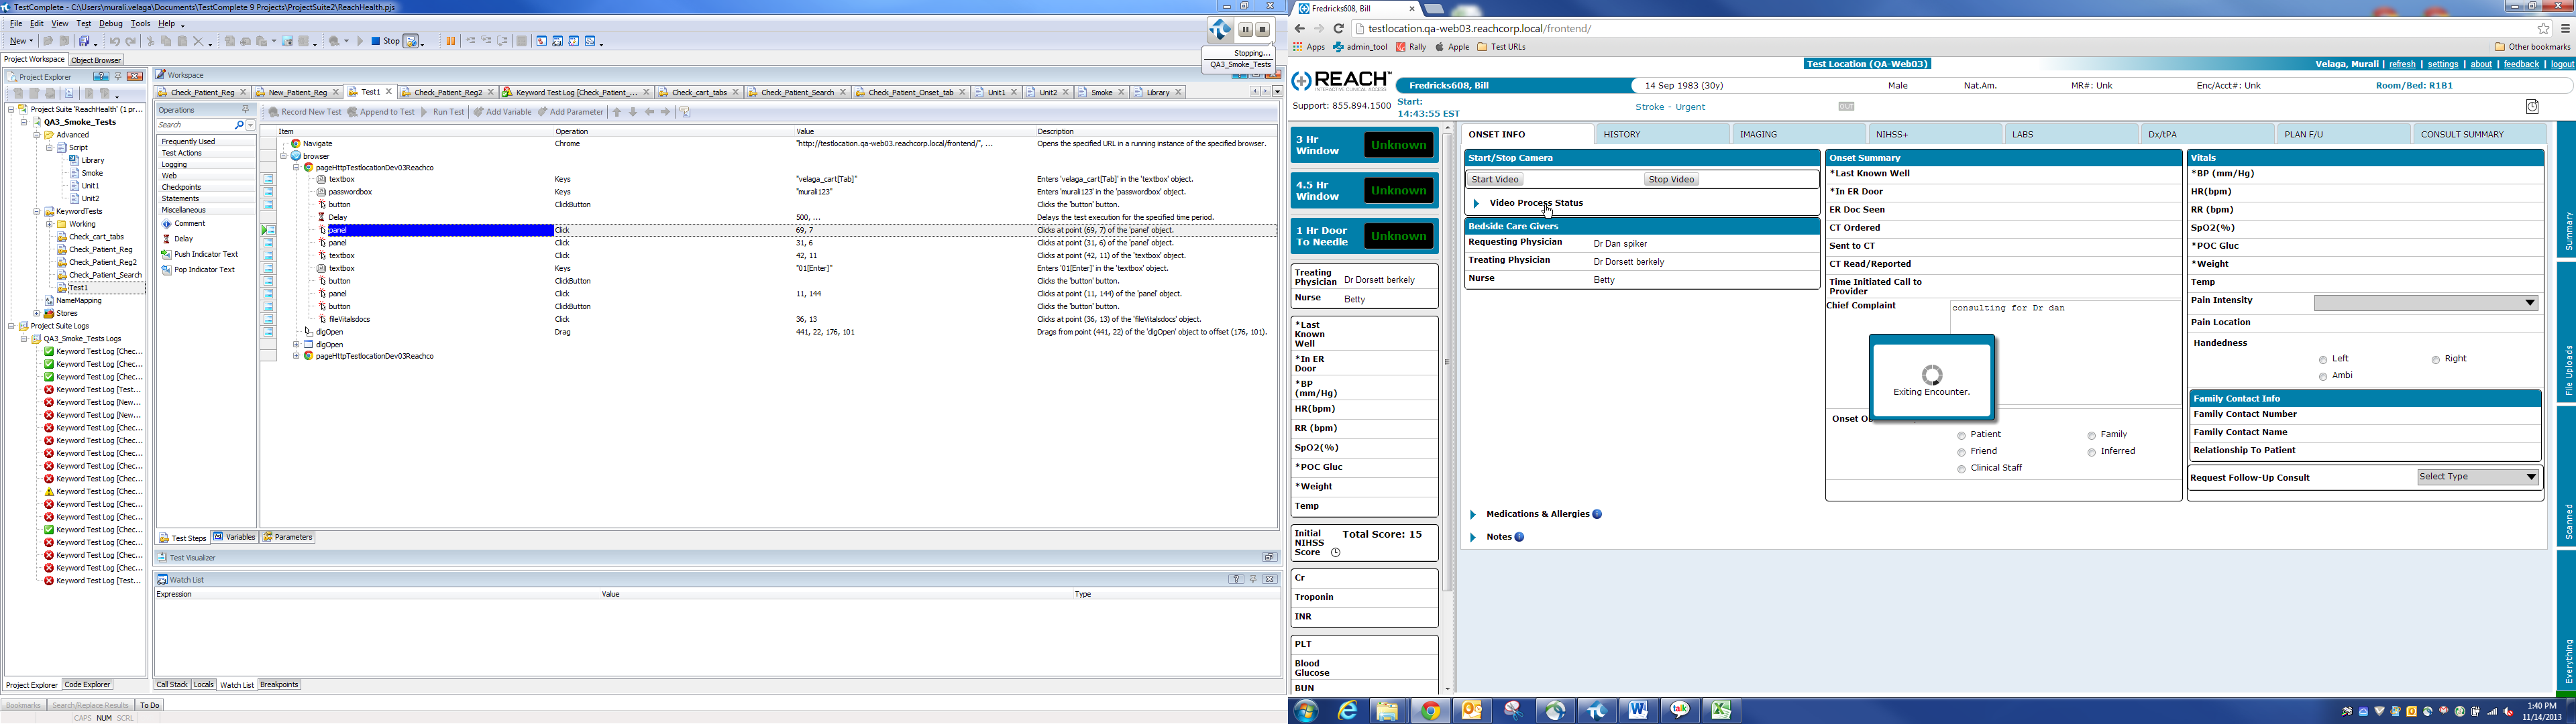 TestComplete - C:\Users\murali.velaga\Documents\TestComplete 9 Projects\ProjectSuite2\ReachHealth.pjs
File Edit View Test Debug Tools Help
New Stop
Stopping...
QA3_Smoke_Tests
Project Workspace Object Browser
Project Explorer
Project Suite 'ReachHealth' (1 pr...
QA3_Smoke_Tests
Advanced
Script
Library
Smoke
Unit1
Unit2
KeywordTests
Working
Check_cart_tabs
Check_Patient_Reg
Check_Patient_Reg2
Check_Patient_Search
Test1
NameMapping
Stores
Project Suite Logs
QA3_Smoke_Tests Logs
Keyword Test Log [Chec...
Keyword Test Log [Chec...
Keyword Test Log [Chec...
Keyword Test Log [Test...
Keyword Test Log [New...
Keyword Test Log [New...
Keyword Test Log [Chec...
Keyword Test Log [Chec...
Keyword Test Log [Chec...
Keyword Test Log [Chec...
Keyword Test Log [Chec...
Keyword Test Log [Chec...
Keyword Test Log [Chec...
Keyword Test Log [Chec...
Keyword Test Log [Chec...
Keyword Test Log [Chec...
Keyword Test Log [Chec...
Keyword Test Log [Chec...
Keyword Test Log [Test...
Project Explorer Code Explorer
Workspace
Check_Patient_Reg New_Patient_Reg Test1 Check_Patient_Reg2 Keyword Test Log [Check_Patient_... Check_cart_tabs Check_Patient_Search Check_Patient_Onset_tab Unit1 Unit2 Smoke Library
Operations
Search
Frequently Used
Test Actions
Logging
Web
Checkpoints
Statements
Miscellaneous
Comment
Delay
Push Indicator Text
Pop Indicator Text
Record New Test Append to Test Run Test Add Variable Add Parameter
Item Operation Value Description
Navigate Chrome "http://testlocation.qa-web03.reachcorp.local/frontend/", ... Opens the specified URL in a running instance of the specified browser.
browser
pageHttpTestlocationDev03Reachco
textbox Keys "velaga_cart[Tab]" Enters 'velaga_cart[Tab]' in the 'textbox' object.
passwordbox Keys "murali123" Enters 'murali123' in the 'passwordbox' object.
button ClickButton Clicks the 'button' button.
Delay 500, ... Delays the test execution for the specified time period.
panel Click 69, 7 Clicks at point (69, 7) of the 'panel' object.
panel Click 31, 6 Clicks at point (31, 6) of the 'panel' object.
textbox Click 42, 11 Clicks at point (42, 11) of the 'textbox' object.
textbox Keys "01[Enter]" Enters '01[Enter]' in the 'textbox' object.
button ClickButton Clicks the 'button' button.
panel Click 11, 144 Clicks at point (11, 144) of the 'panel' object.
button ClickButton Clicks the 'button' button.
fileVitalsdocs Click 36, 13 Clicks at point (36, 13) of the 'fileVitalsdocs' object.
dlgOpen Drag 441, 22, 176, 101 Drags from point (441, 22) of the 'dlgOpen' object to offset (176, 101).
dlgOpen
pageHttpTestlocationDev03Reachco
Test Steps Variables Parameters
Test Visualizer
Watch List
Expression Value Type
Call Stack Locals Watch List Breakpoints
Bookmarks Search/Replace Results To Do
CAPS NUM SCRL
Fredricks608, Bill
testlocation.qa-web03.reachcorp.local/frontend/
Apps admin_tool Rally Apple Test URLs Other bookmarks
Test Location (QA-Web03)
Velaga, Murali | refresh | settings | about | feedback | logout
REACH
Support: 855.894.1500
Fredericks608, Bill 14 Sep 1983 (30y) Male Nat.Am. MR#: Unk Enc/Acct#: Unk Room/Bed: R1B1
Start:
14:43:55 EST
Stroke - Urgent
OUT
3 Hr Window Unknown
4.5 Hr Window Unknown
1 Hr Door To Needle Unknown
Treating Physician Dr Dorsett berkely
Nurse Betty
*Last Known Well
*In ER Door
*BP (mm/Hg)
HR(bpm)
RR (bpm)
SpO2(%)
*POC Gluc
*Weight
Temp
Initial NIHSS Score Total Score: 15
Cr
Troponin
INR
PLT
Blood Glucose
BUN
ONSET INFO HISTORY IMAGING NIHSS+ LABS Dx/tPA PLAN F/U CONSULT SUMMARY
Start/Stop Camera
Start Video Stop Video
Video Process Status
Bedside Care Givers
Requesting Physician Dr Dan spiker
Treating Physician Dr Dorsett berkely
Nurse Betty
Medications & Allergies
Notes
Onset Summary
*Last Known Well
*In ER Door
ER Doc Seen
CT Ordered
Sent to CT
CT Read/Reported
Time Initiated Call to Provider
Chief Complaint consulting for Dr dan
Exiting Encounter.
Patient Family
Friend Inferred
Clinical Staff
Vitals
*BP (mm/Hg)
HR(bpm)
RR (bpm)
SpO2(%)
*POC Gluc
*Weight
Temp
Pain Intensity
Pain Location
Handedness
Left Right
Ambi
Family Contact Info
Family Contact Number
Family Contact Name
Relationship To Patient
Request Follow-Up Consult Select Type
Summary
File Uploads
Scanned
Everything
1:40 PM
11/14/2013